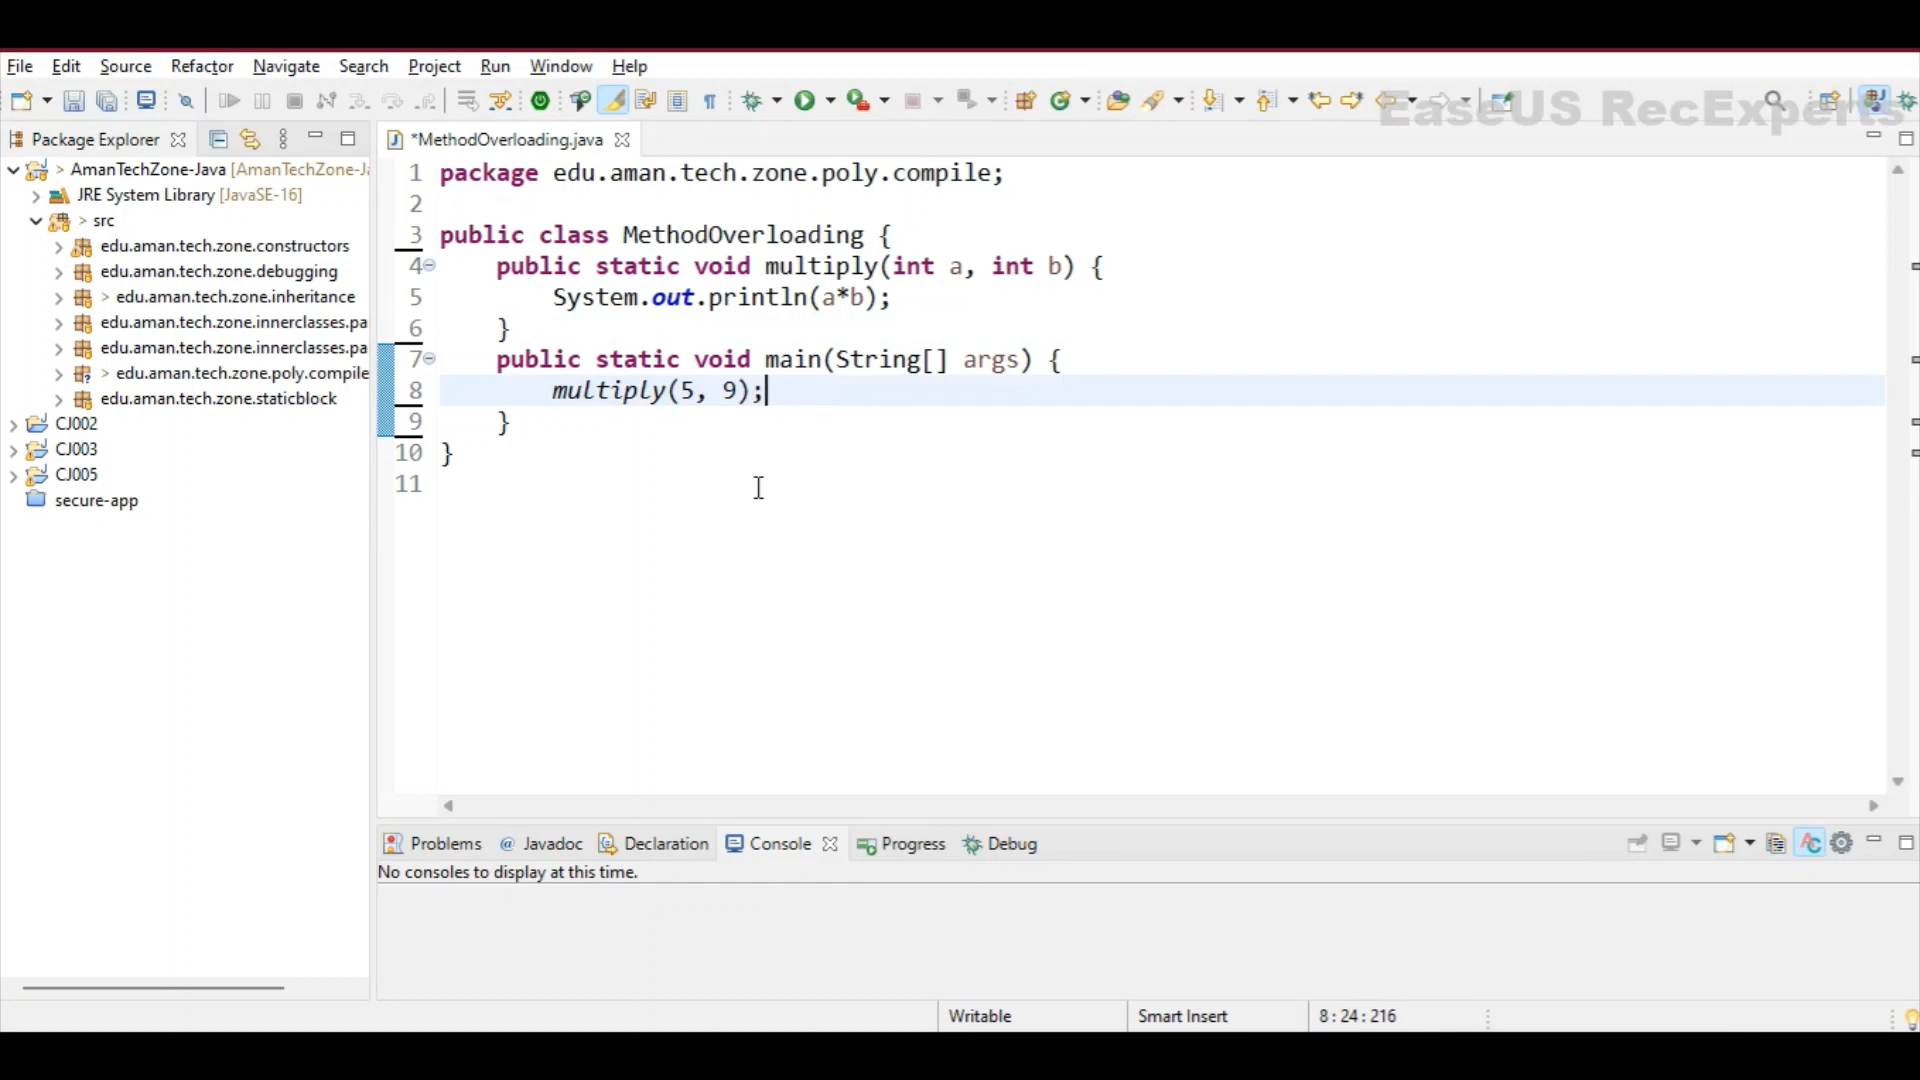 File Edit Source Refactor Navigate Search Project Run Window Help
EaseUS RecExperts
Package Explorer
*MethodOverloading.java
> AmanTechZone-Java [AmanTechZone-Ja
JRE System Library [JavaSE-16]
> src
edu.aman.tech.zone.constructors
edu.aman.tech.zone.debugging
> edu.aman.tech.zone.inheritance
edu.aman.tech.zone.innerclasses.pa
edu.aman.tech.zone.innerclasses.pa
> edu.aman.tech.zone.poly.compile
edu.aman.tech.zone.staticblock
CJ002
CJ003
CJ005
secure-app
1 package edu.aman.tech.zone.poly.compile;
2
3 public class MethodOverloading {
4 public static void multiply(int a, int b) {
5 System.out.println(a*b);
6 }
7 public static void main(String[] args) {
8 multiply(5, 9);
9 }
10 }
11
Problems @ Javadoc Declaration Console Progress Debug
No consoles to display at this time.
Writable Smart Insert 8 : 24 : 216